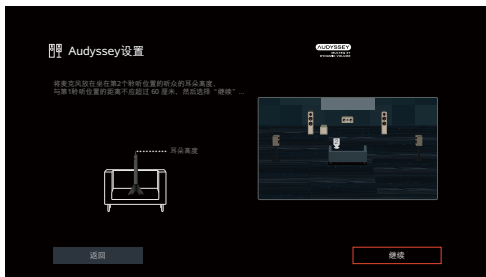 Audyssey设置
AUDYSSEY
DYNAMIC VOLUME
将麦克风放在坐在第2个聆听位置的听众的耳朵高度，
与第1聆听位置的距离不应超过 60 厘米，然后选择“继续”...
耳朵高度
返回
继续